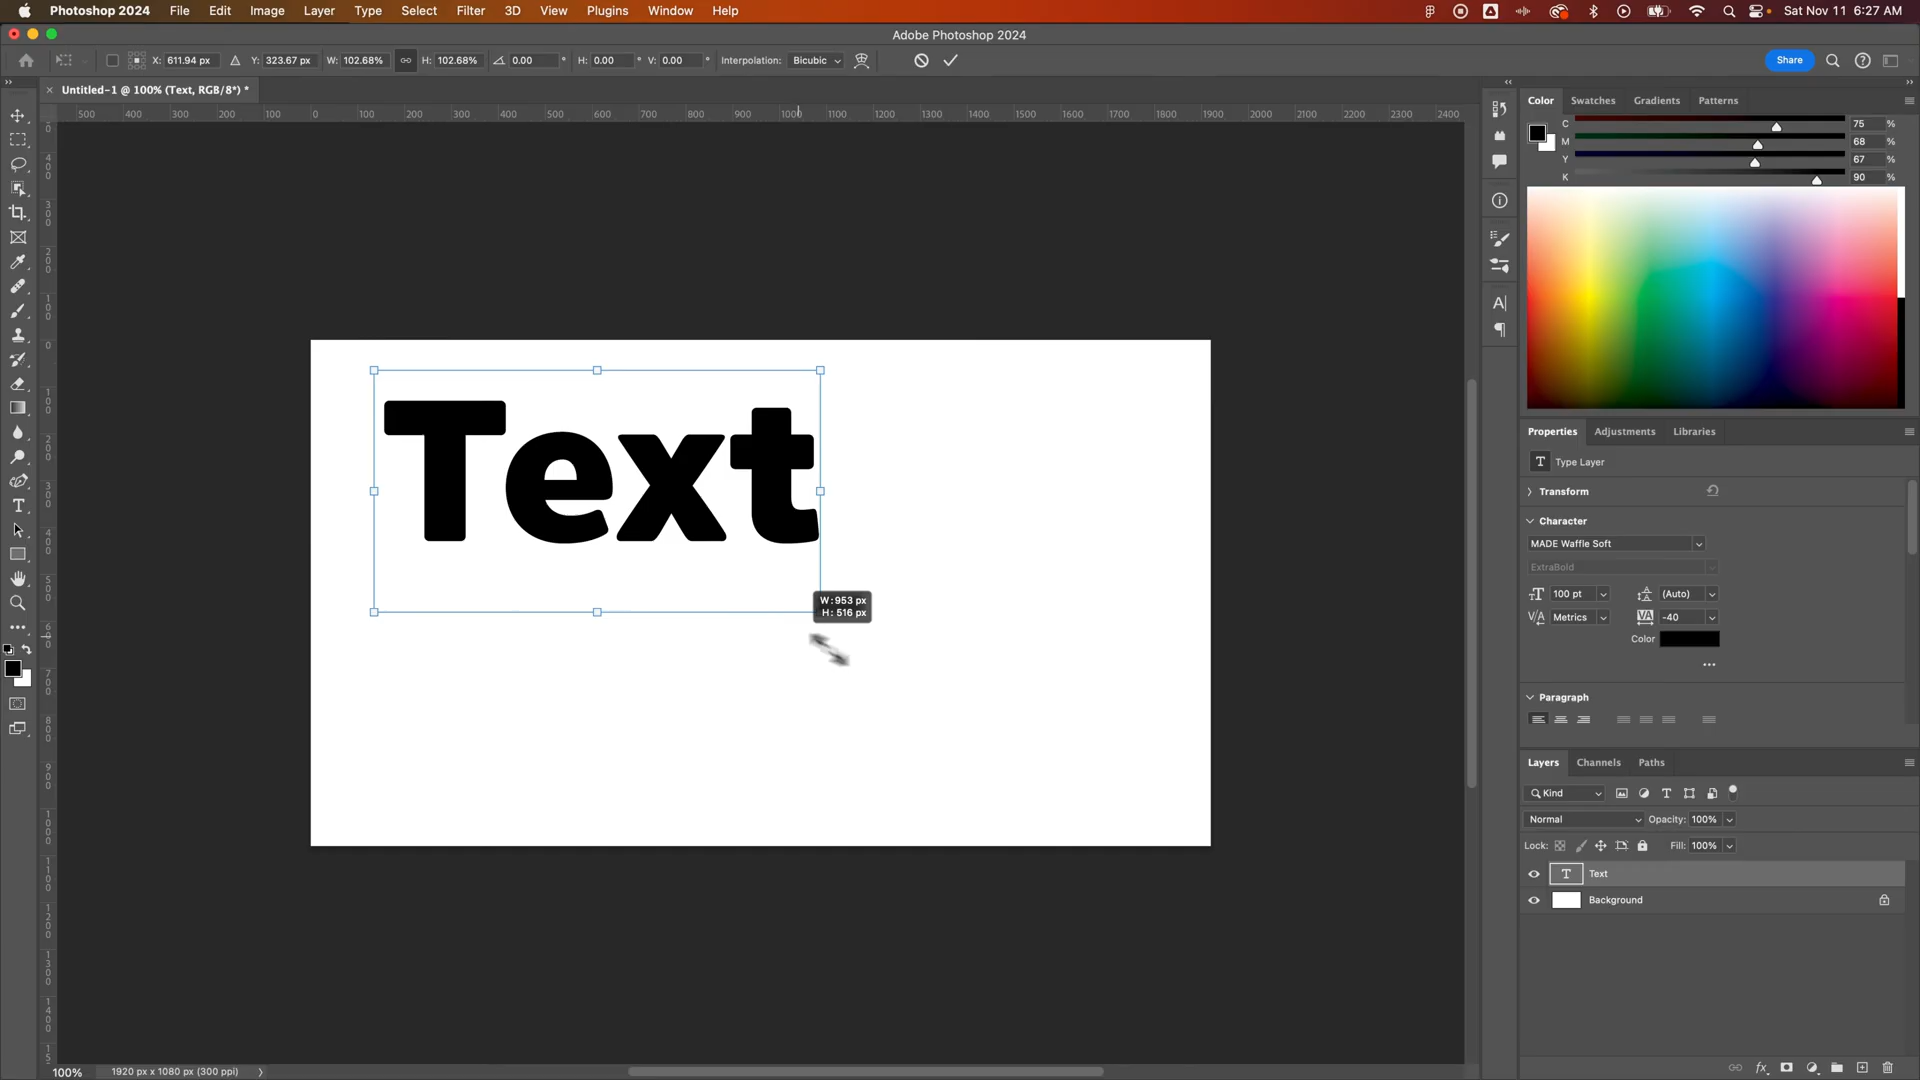 Photoshop 2024 File Edit Image Layer Type Select Filter 3D View Plugins Window Help Sat Nov 11 6:27 AM
Adobe Photoshop 2024
X: 611.94 px Y: 323.67 px W: 102.68% H: 102.68% 0.00 ° H: 0.00 ° V: 0.00 ° Interpolation: Bicubic Share
Untitled-1 @ 100% (Text, RGB/8*) *
500 400 300 200 100 0 100 200 300 400 500 600 700 800 900 1000 1100 1200 1300 1400 1500 1600 1700 1800 1900 2000 2100 2200 2300 2400
Color Swatches Gradients Patterns
C 75 %
M 68 %
Y 67 %
K 90 %
Text
W: 953 px
H: 516 px
Properties Adjustments Libraries
T Type Layer
Transform
Character
MADE Waffle Soft
ExtraBold
100 pt (Auto)
Metrics -40
Color
Paragraph
Layers Channels Paths
Kind
Normal Opacity: 100%
Lock: Fill: 100%
T Text
Background
100% 1920 px x 1080 px (300 ppi)